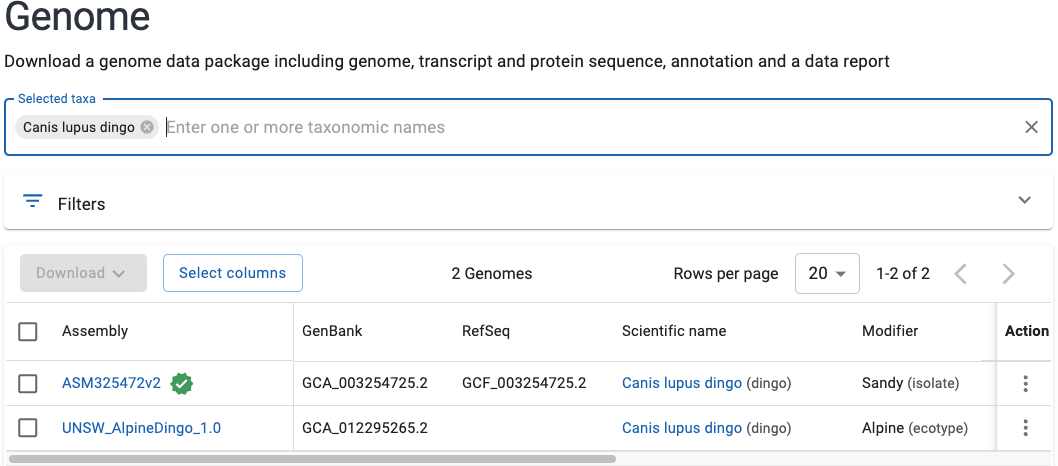 Genome
Download a genome data package including genome, transcript and protein sequence, annotation and a data report
Selected taxa
Canis lupus dingo Enter one or more taxonomic names
Filters
Download Select columns 2 Genomes Rows per page 20 1-2 of 2
Assembly GenBank RefSeq Scientific name Modifier Action
ASM325472v2 GCA_003254725.2 GCF_003254725.2 Canis lupus dingo (dingo) Sandy (isolate)
UNSW_AlpineDingo_1.0 GCA_012295265.2 Canis lupus dingo (dingo) Alpine (ecotype)